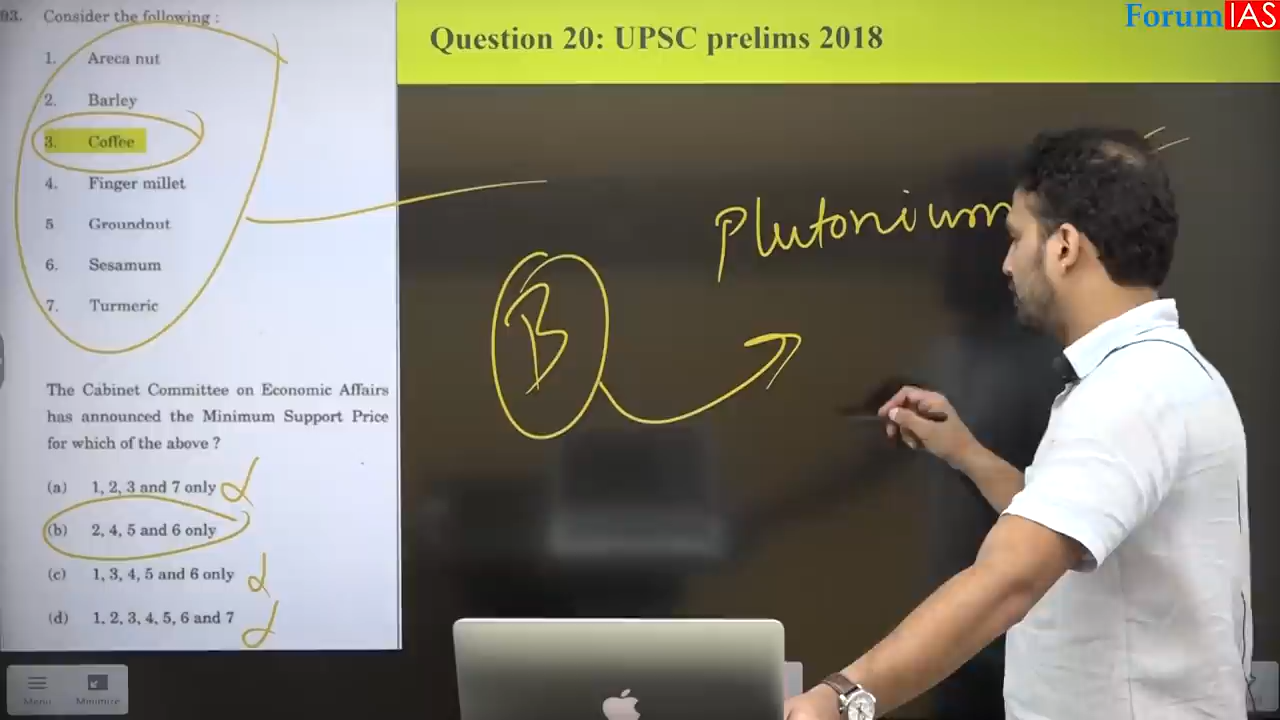 93. Consider the following :
1. Areca nut
2. Barley
3. Coffee
4. Finger millet
5 Groundnut
6. Sesamum
7. Turmeric
The Cabinet Committee on Economic Affairs
has announced the Minimum Support Price
for which of the above ?
(a) 1, 2, 3 and 7 only
(b) 2, 4, 5 and 6 only
(c) 1, 3, 4, 5 and 6 only
(d) 1, 2, 3, 4, 5, 6 and 7
Menu
Minimize
Question 20: UPSC prelims 2018
ForumIAS
Plutonium
B